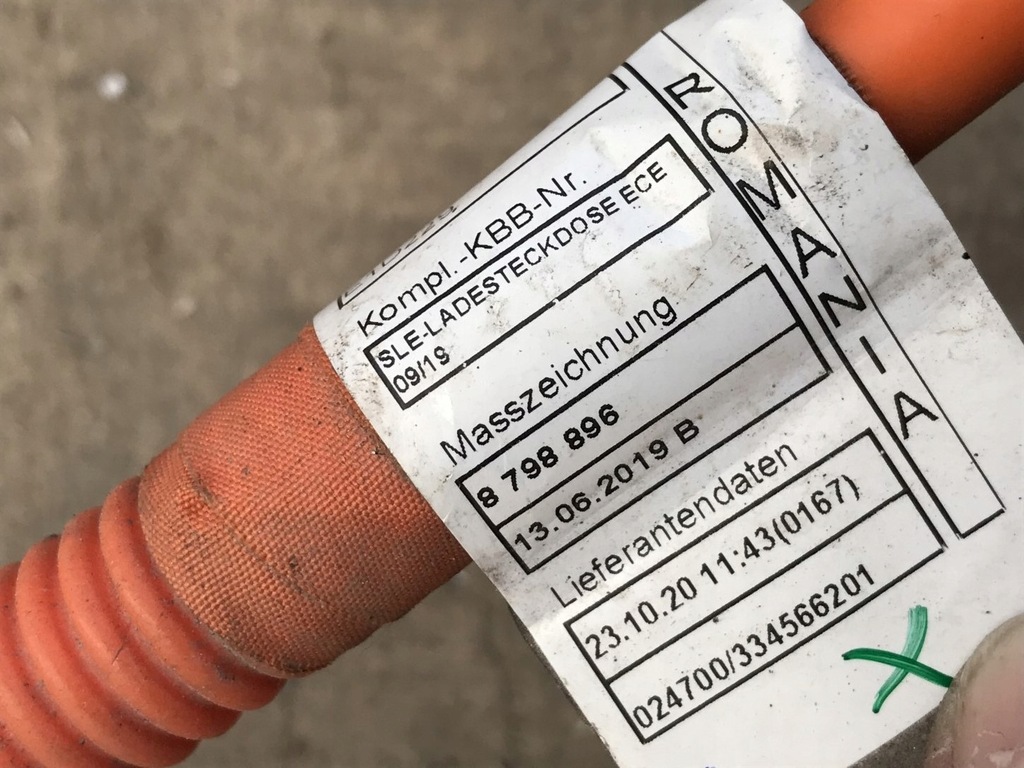 Kompl.-KBB-Nr.
SLE-LADESTECKDOSE ECE
09/19
Masszeichnung
8 798 896
13.06.2019 B
Lieferantendaten
23.10.20 11:43(0167)
024700/334566201
ROMANIA